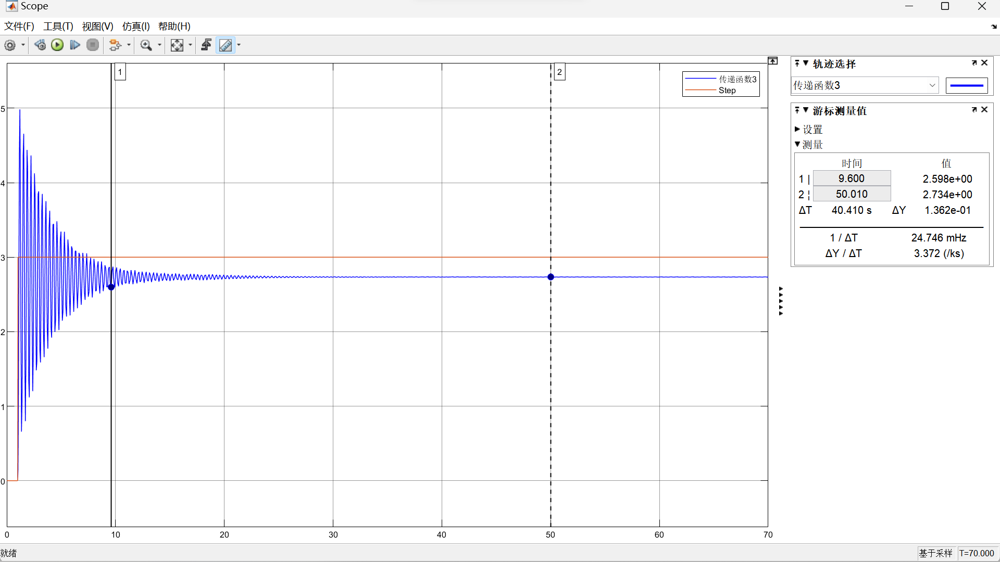 Scope
文件(F) 工具(T) 视图(V) 仿真(I) 帮助(H)
1
2
传递函数3
Step
5
4
3
2
1
0
0 10 20 30 40 50 60 70
轨迹选择
传递函数3
游标测量值
设置
测量
时间 值
1 | 9.600 2.598e+00
2 ¦ 50.010 2.734e+00
ΔT 40.410 s ΔY 1.362e-01
1 / ΔT 24.746 mHz
ΔY / ΔT 3.372 (/ks)
就绪 基于采样 T=70.000